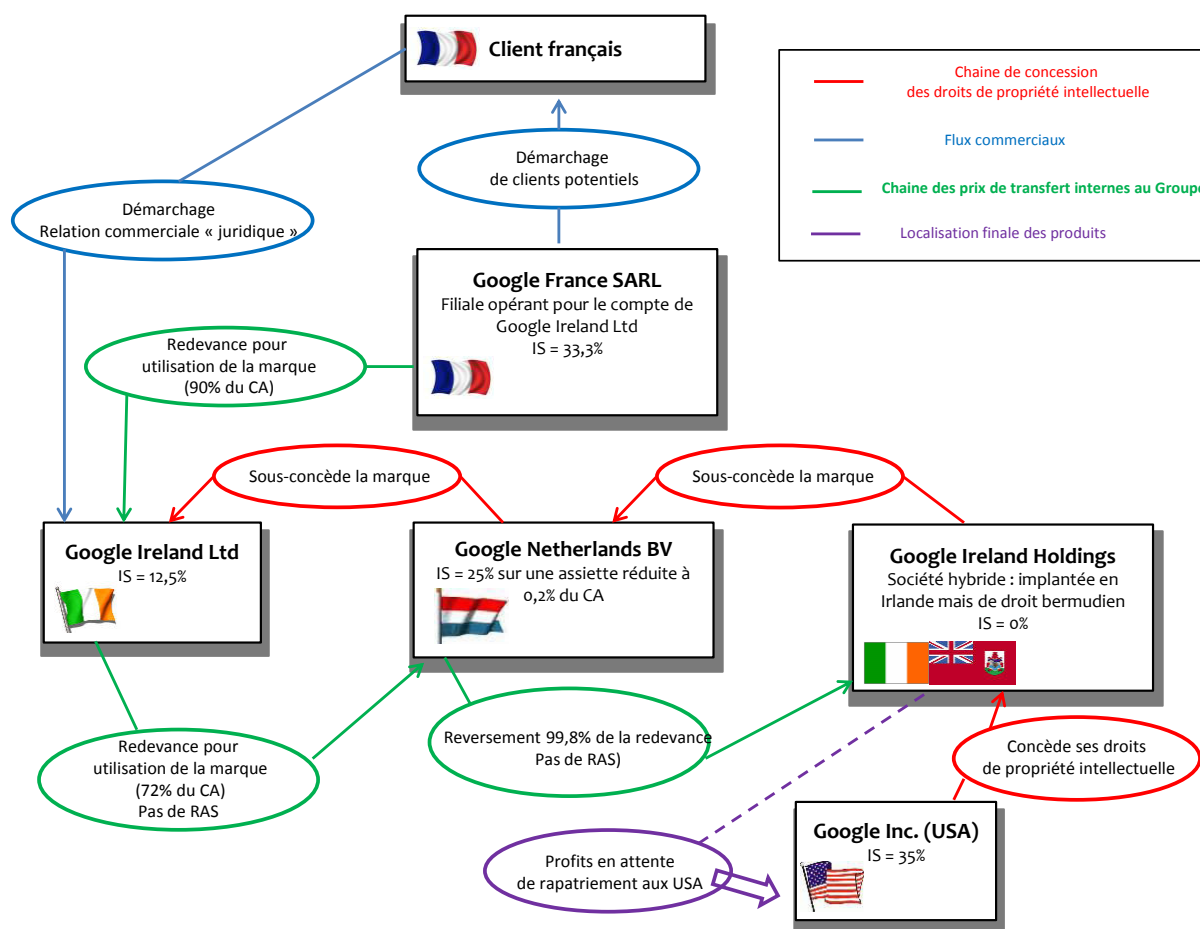 Client français
Chaine de concession
des droits de propriété intellectuelle
Flux commerciaux
Chaine des prix de transfert internes au Groupe
Localisation finale des produits
Démarchage
de clients potentiels
Démarchage
Relation commerciale « juridique »
Google France SARL
Filiale opérant pour le compte de
Google Ireland Ltd
IS = 33,3%
Redevance pour
utilisation de la marque
(90% du CA)
Sous-concède la marque
Sous-concède la marque
Google Ireland Ltd
IS = 12,5%
Google Netherlands BV
IS = 25% sur une assiette réduite à
0,2% du CA
Google Ireland Holdings
Société hybride : implantée en
Irlande mais de droit bermudien
IS = 0%
Redevance pour
utilisation de la marque
(72% du CA)
Pas de RAS
Reversement 99,8% de la redevance
Pas de RAS)
Concède ses droits
de propriété intellectuelle
Google Inc. (USA)
IS = 35%
Profits en attente
de rapatriement aux USA